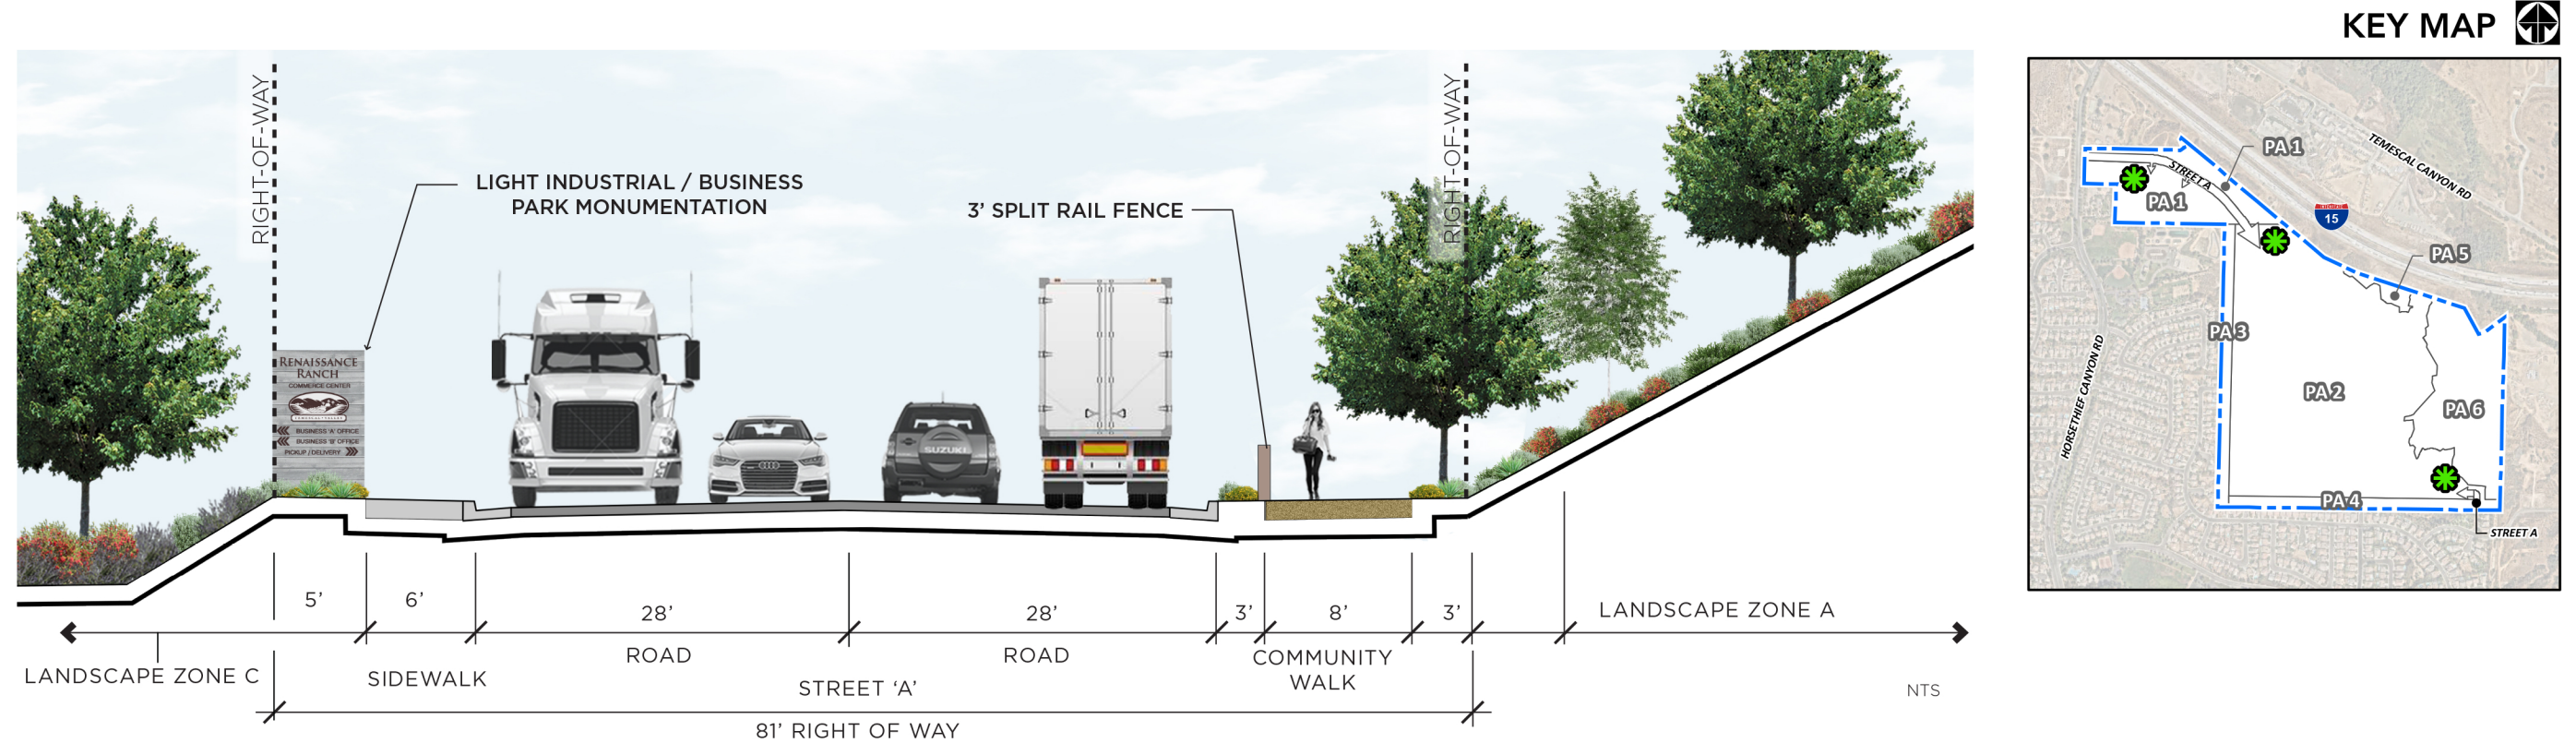 KEY MAP
RIGHT-OF-WAY
RIGHT-OF-WAY
LIGHT INDUSTRIAL / BUSINESS
PARK MONUMENTATION
3' SPLIT RAIL FENCE
RENAISSANCE
RANCH
COMMERCE CENTER
BUSINESS 'A' OFFICE
BUSINESS 'B' OFFICE
PICKUP / DELIVERY
SUZUKI
5'
6'
28'
28'
3'
8'
3'
LANDSCAPE ZONE A
LANDSCAPE ZONE C
SIDEWALK
ROAD
ROAD
COMMUNITY
WALK
STREET 'A'
NTS
81' RIGHT OF WAY
PA 1
TEMESCAL CANYON RD
STREET A
PA 1
15
PA 5
PA 3
HORSETHIEF CANYON RD
PA 2
PA 6
PA 4
STREET A